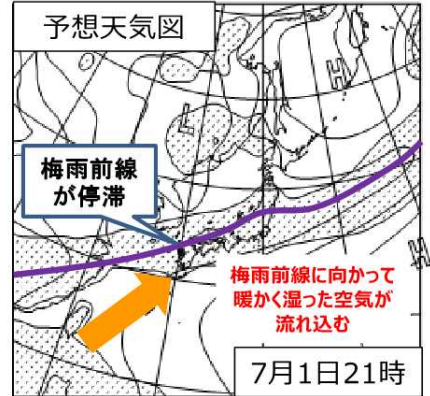 予想天気図
H
L
梅雨前線
が停滞
H
梅雨前線に向かって
暖かく湿った空気が
流れ込む
7月1日21時